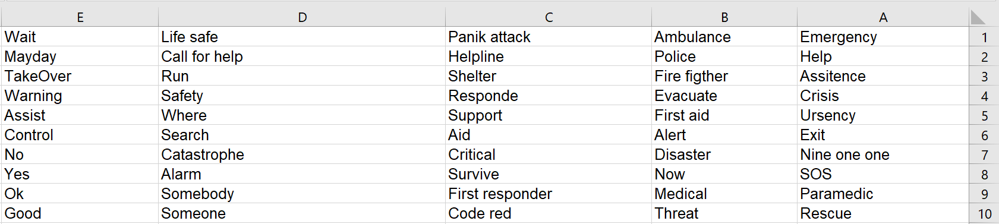 E D C B A
Wait Life safe Panik attack Ambulance Emergency 1
Mayday Call for help Helpline Police Help 2
TakeOver Run Shelter Fire figther Assitence 3
Warning Safety Responde Evacuate Crisis 4
Assist Where Support First aid Ursency 5
Control Search Aid Alert Exit 6
No Catastrophe Critical Disaster Nine one one 7
Yes Alarm Survive Now SOS 8
Ok Somebody First responder Medical Paramedic 9
Good Someone Code red Threat Rescue 10